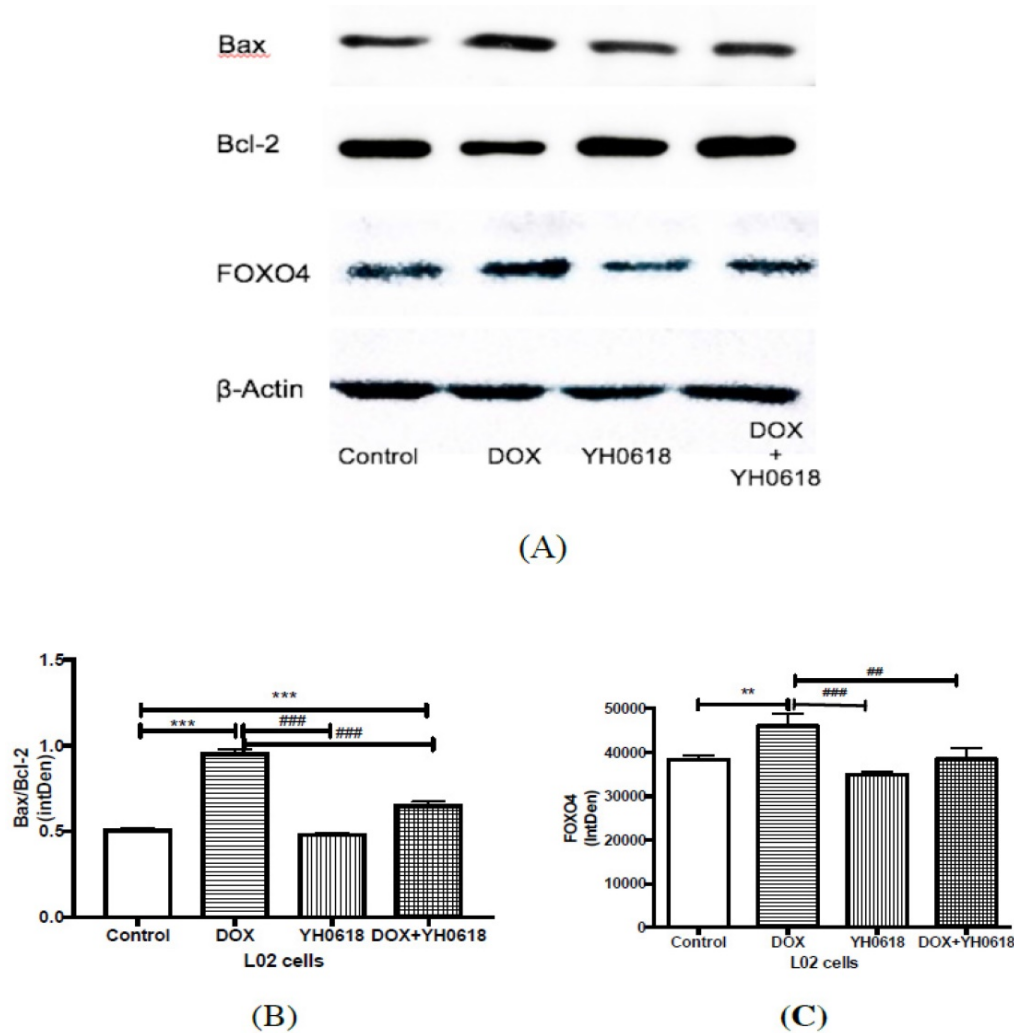 Bax
Bcl-2
FOXO4
β-Actin
Control DOX YH0618 DOX
+
YH0618
(A)
1.5
1.0
0.5
0.0
Bax/Bcl-2
(intDen)
***
*** ###
###
Control DOX YH0618 DOX+YH0618
L02 cells
(B)
50000
40000
30000
20000
10000
0
FOXO4
(IntDen)
##
** ###
Control DOX YH0618 DOX+YH0618
L02 cells
(C)